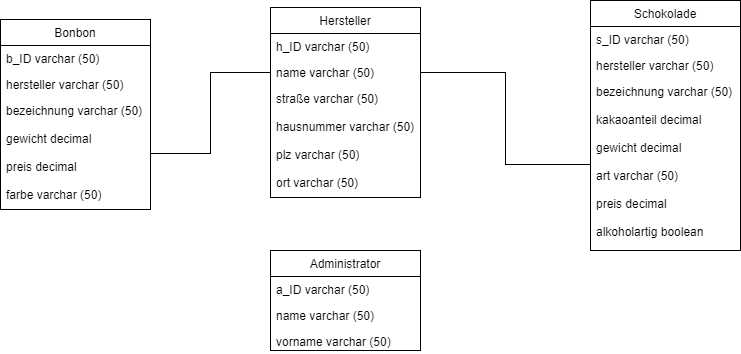 Bonbon
b_ID varchar (50)
hersteller varchar (50)
bezeichnung varchar (50)
gewicht decimal
preis decimal
farbe varchar (50)
Hersteller
h_ID varchar (50)
name varchar (50)
straße varchar (50)
hausnummer varchar (50)
plz varchar (50)
ort varchar (50)
Schokolade
s_ID varchar (50)
hersteller varchar (50)
bezeichnung varchar (50)
kakaoanteil decimal
gewicht decimal
art varchar (50)
preis decimal
alkoholartig boolean
Administrator
a_ID varchar (50)
name varchar (50)
vorname varchar (50)